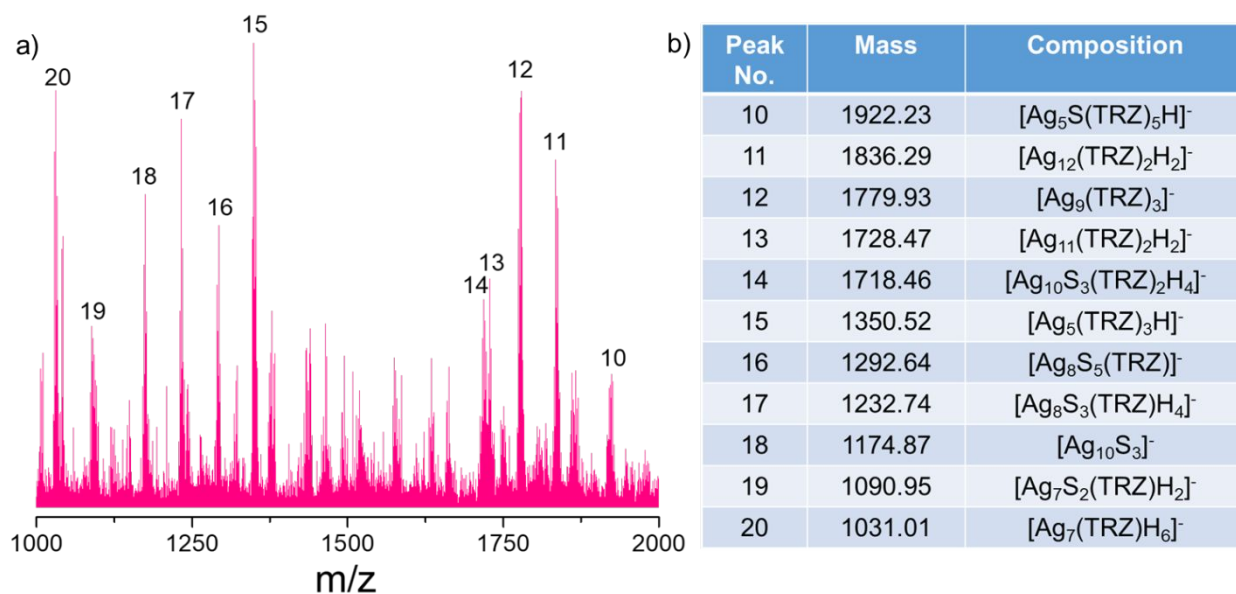 a)
20
19
18
17
16
15
14
13
12
11
10
1000 1250 1500 1750 2000
m/z
b)
Peak No. Mass Composition
10 1922.23 [Ag₅S(TRZ)₅H]⁻
11 1836.29 [Ag₁₂(TRZ)₂H₂]⁻
12 1779.93 [Ag₉(TRZ)₃]⁻
13 1728.47 [Ag₁₁(TRZ)₂H₂]⁻
14 1718.46 [Ag₁₀S₃(TRZ)₂H₄]⁻
15 1350.52 [Ag₅(TRZ)₃H]⁻
16 1292.64 [Ag₈S₅(TRZ)]⁻
17 1232.74 [Ag₈S₃(TRZ)H₄]⁻
18 1174.87 [Ag₁₀S₃]⁻
19 1090.95 [Ag₇S₂(TRZ)H₂]⁻
20 1031.01 [Ag₇(TRZ)H₆]⁻